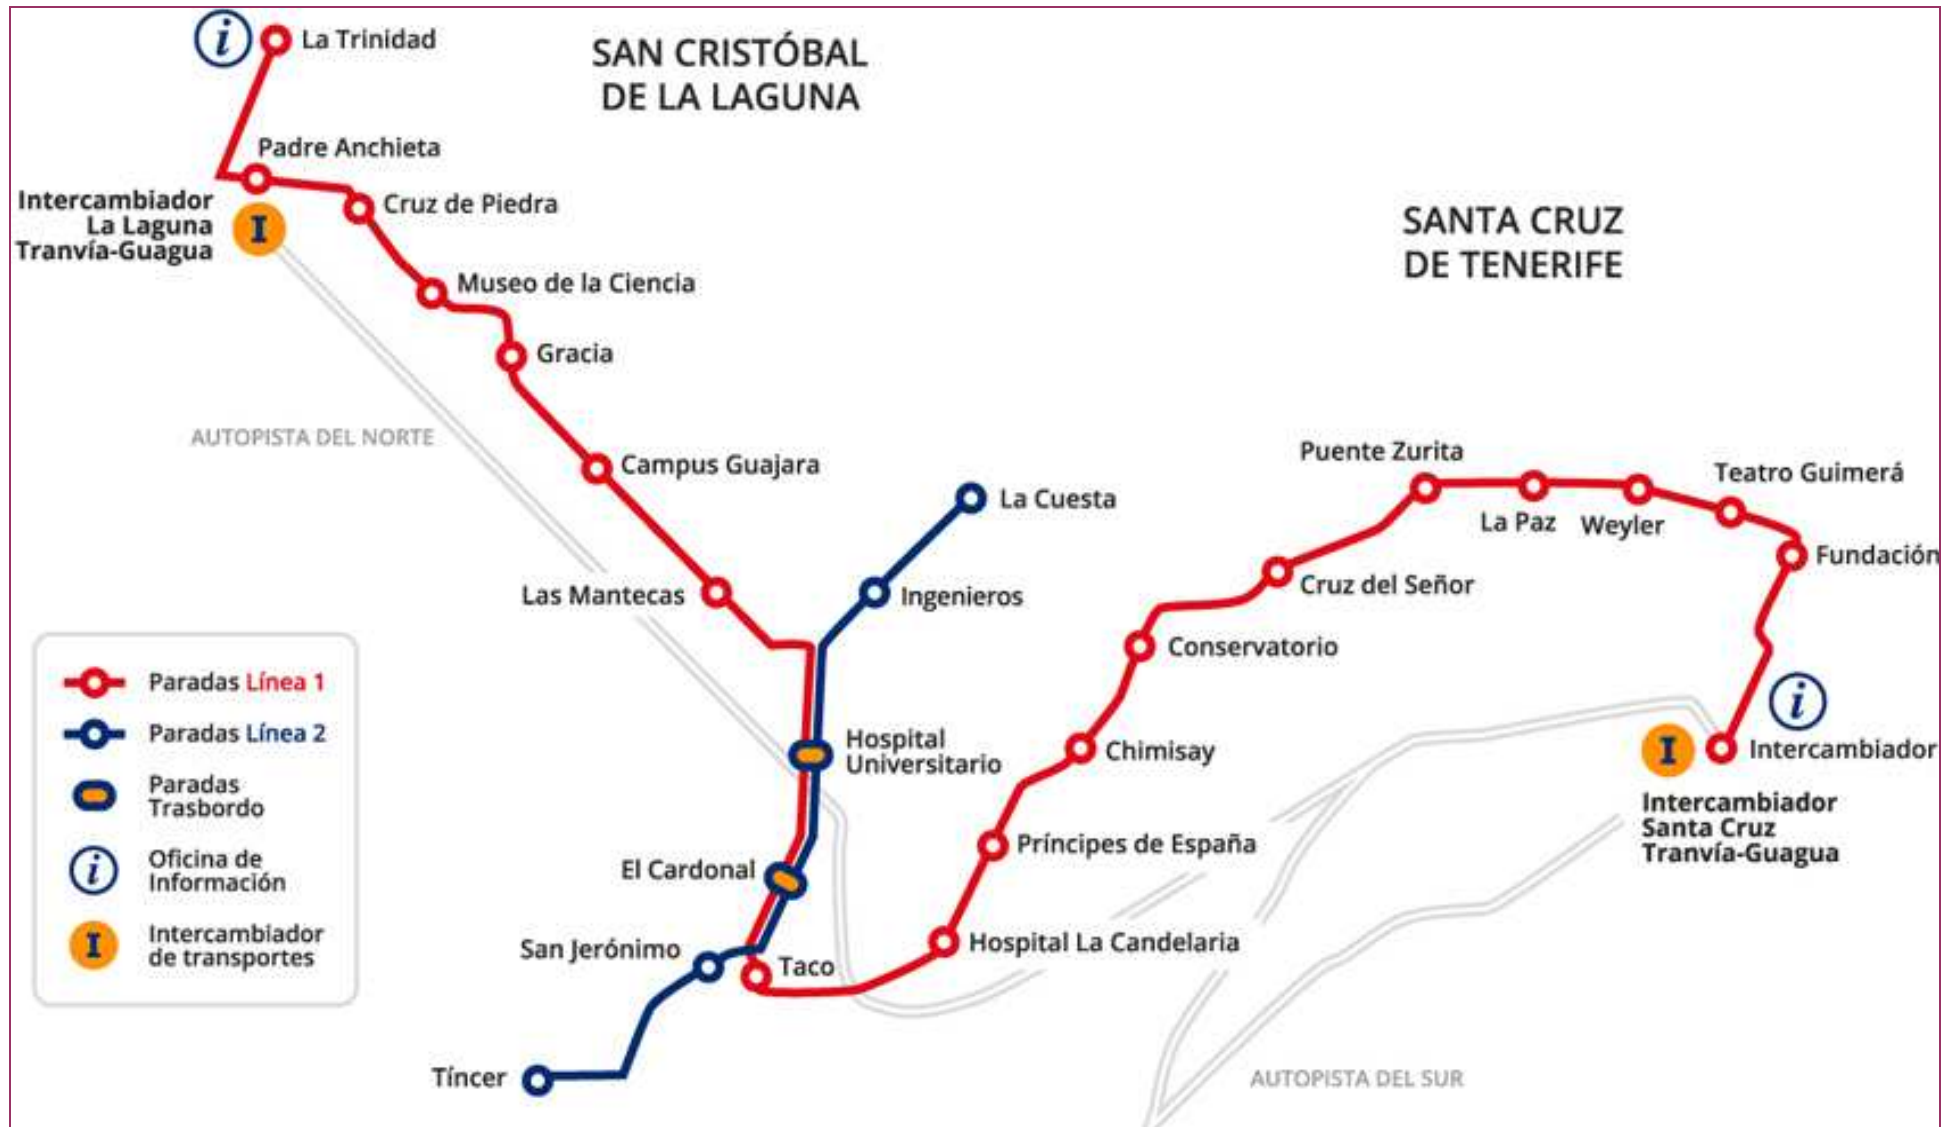 i
La Trinidad
SAN CRISTÓBAL
DE LA LAGUNA
Padre Anchieta
Intercambiador
La Laguna
Tranvía-Guagua
I
Cruz de Piedra
Museo de la Ciencia
Gracia
AUTOPISTA DEL NORTE
Campus Guajara
Las Mantecas
La Cuesta
Ingenieros
Hospital
Universitario
El Cardonal
San Jerónimo
Taco
Tíncer
SANTA CRUZ
DE TENERIFE
Puente Zurita
La Paz
Weyler
Teatro Guimerá
Fundación
Cruz del Señor
Conservatorio
Chimisay
Príncipes de España
Hospital La Candelaria
i
I
Intercambiador
Intercambiador
Santa Cruz
Tranvía-Guagua
AUTOPISTA DEL SUR
Paradas Línea 1
Paradas Línea 2
Paradas
Trasbordo
i
Oficina de
Información
I
Intercambiador
de transportes